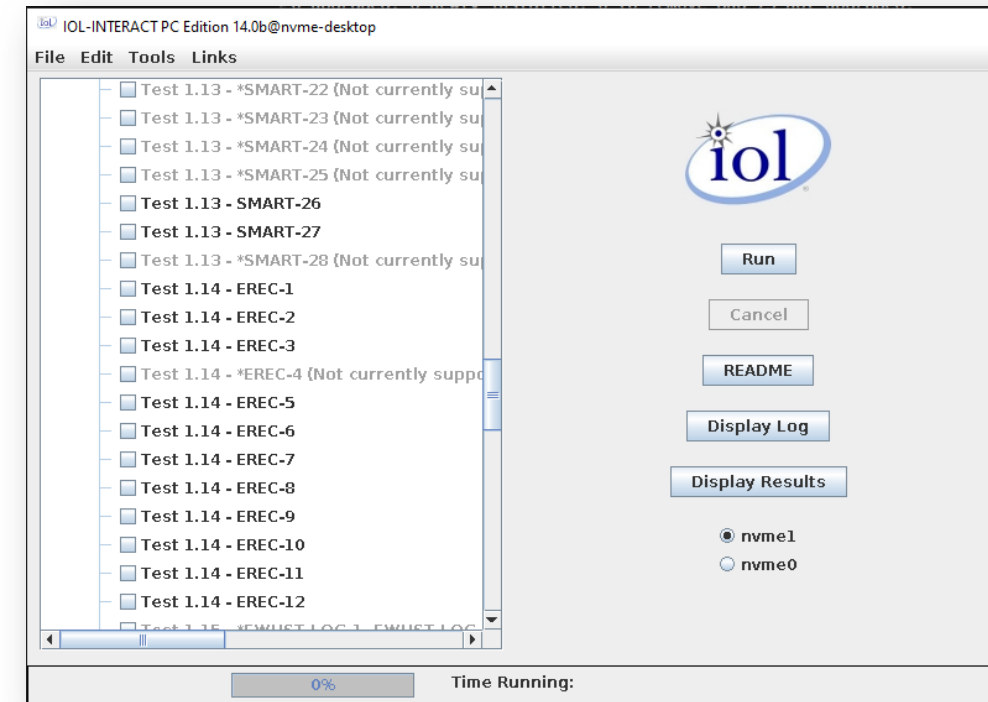 IOL-INTERACT PC Edition 14.0b@nvme-desktop
File Edit Tools Links
Test 1.13 - *SMART-22 (Not currently su
Test 1.13 - *SMART-23 (Not currently su
Test 1.13 - *SMART-24 (Not currently su
Test 1.13 - *SMART-25 (Not currently su
Test 1.13 - SMART-26
Test 1.13 - SMART-27
Test 1.13 - *SMART-28 (Not currently su
Test 1.14 - EREC-1
Test 1.14 - EREC-2
Test 1.14 - EREC-3
Test 1.14 - *EREC-4 (Not currently suppo
Test 1.14 - EREC-5
Test 1.14 - EREC-6
Test 1.14 - EREC-7
Test 1.14 - EREC-8
Test 1.14 - EREC-9
Test 1.14 - EREC-10
Test 1.14 - EREC-11
Test 1.14 - EREC-12
iol
Run
Cancel
README
Display Log
Display Results
nvme1
nvme0
0%
Time Running: